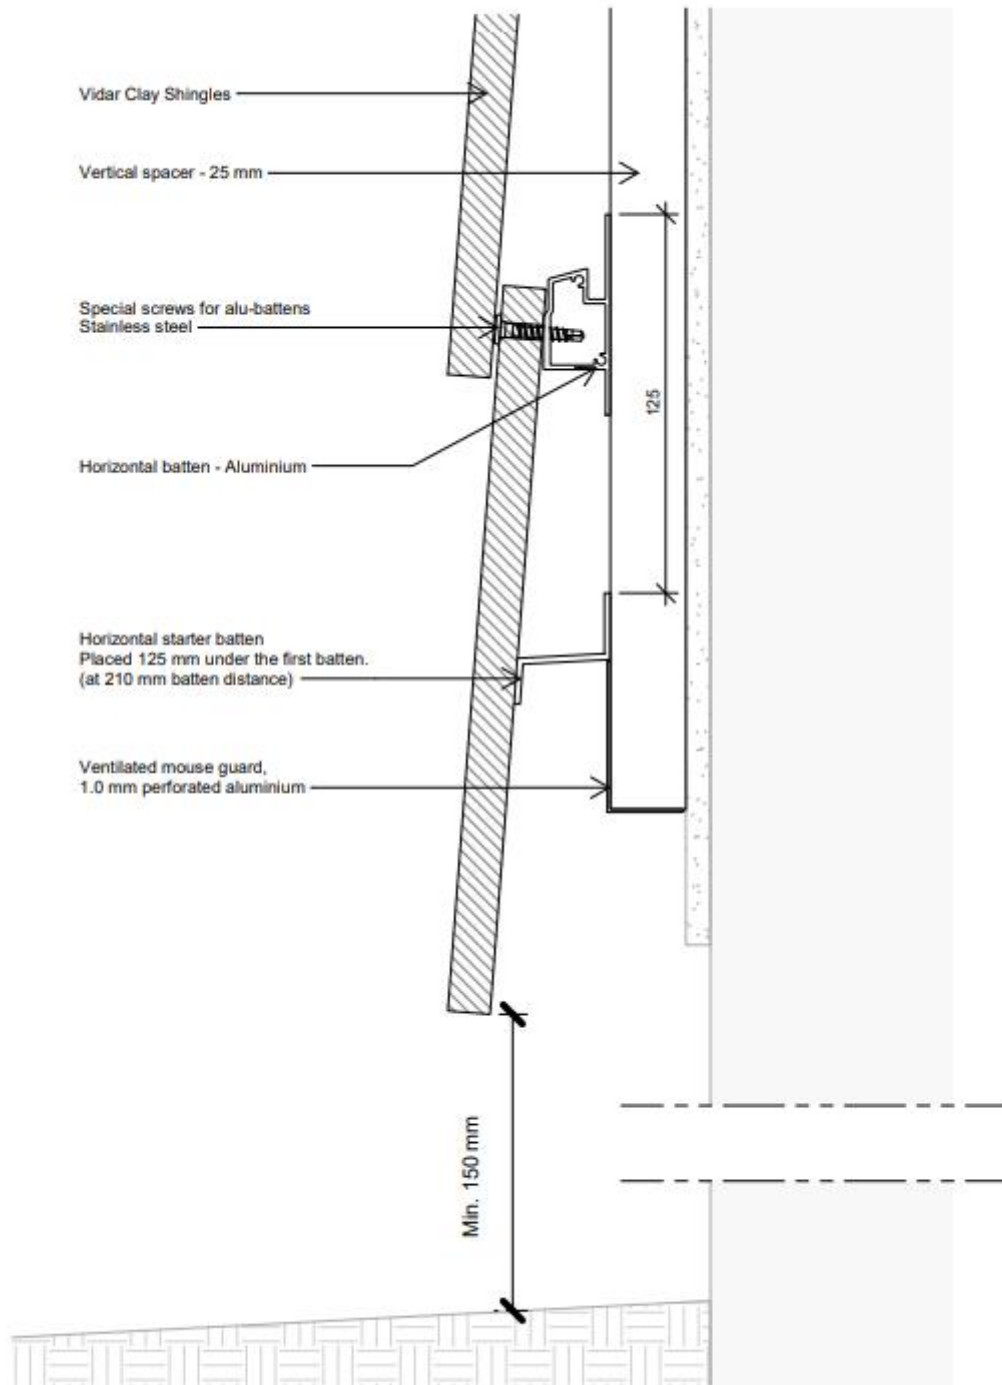 Vidar Clay Shingles
Vertical spacer - 25 mm
Special screws for alu-battens
Stainless steel
125
Horizontal batten - Aluminium
Horizontal starter batten
Placed 125 mm under the first batten.
(at 210 mm batten distance)
Ventilated mouse guard,
1.0 mm perforated aluminium
Min. 150 mm